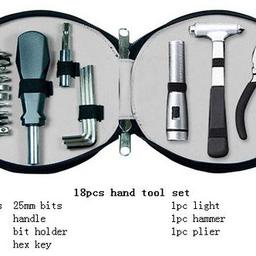 18pcs hand tool set
s 25mm bits
handle
bit holder
hex key
1pc light
1pc hammer
1pc plier